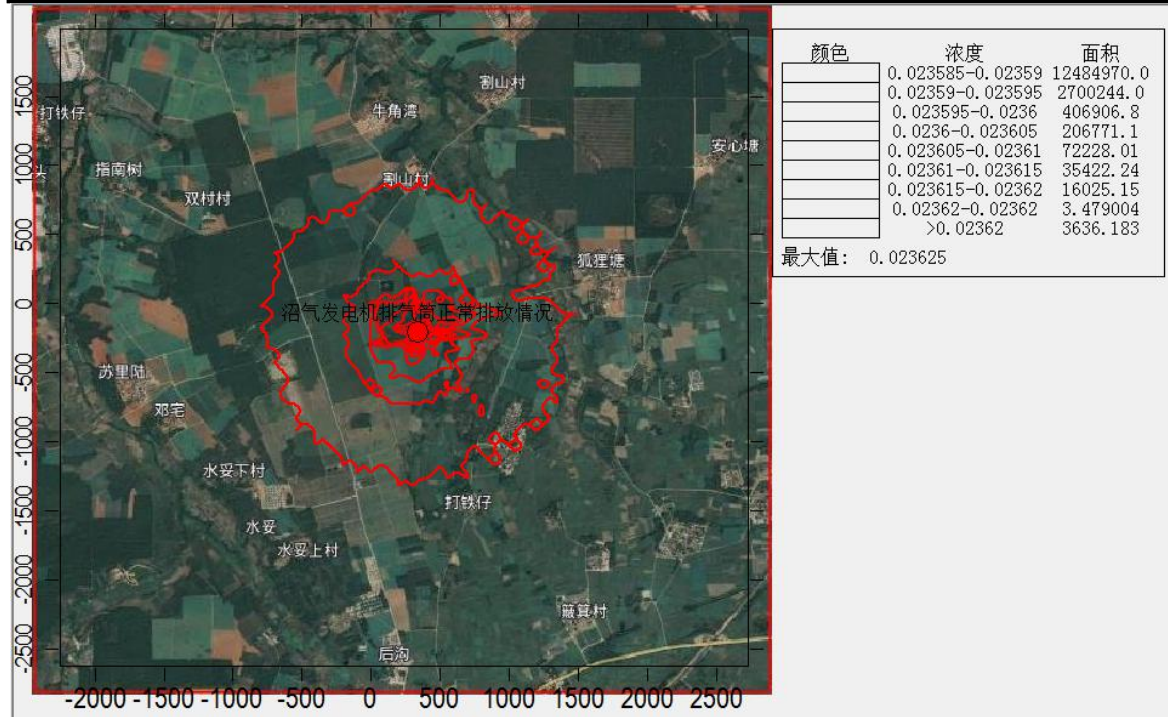 颜色 浓度 面积
0.023585-0.02359 12484970.0
0.02359-0.023595 2700244.0
0.023595-0.0236 406906.8
0.0236-0.023605 206771.1
0.023605-0.02361 72228.01
0.02361-0.023615 35422.24
0.023615-0.02362 16025.15
0.02362-0.02362 3.479004
>0.02362 3636.183
最大值: 0.023625
割山村
牛角湾
打铁仔
安心塘
指南树
头
割山村
双村村
狐狸塘
沼气发电机排气筒正常排放情况
苏里陆
邓宅
水妥下村
打铁仔
水妥
水妥上村
簸箕村
后沟
1500
1000
500
0
-500
-1000
-1500
-2000
-2500
-2000 -1500 -1000 -500 0 500 1000 1500 2000 2500